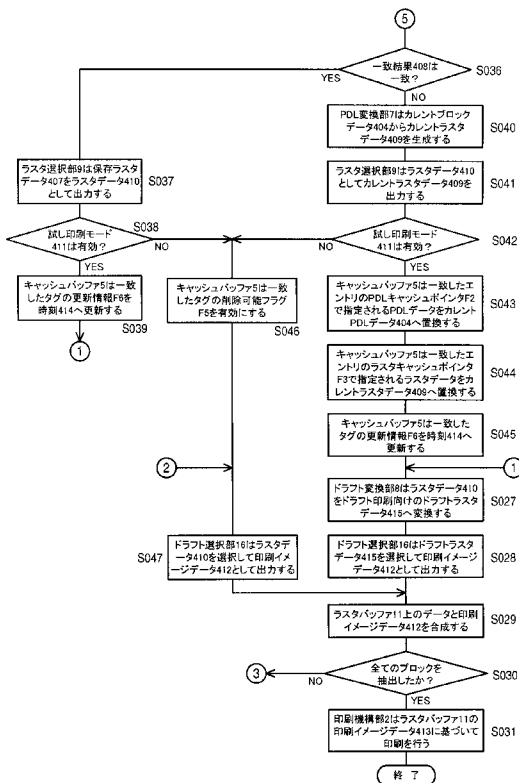 5
一致結果408は
一致?
S036
YES
NO
PDL変換部7はカレントブロック
データ404からカレントラスタ
データ409を生成する
S040
ラスタ選択部9は保存ラスタ
データ407をラスタデータ410
として出力する
S037
ラスタ選択部9はラスタデータ410
としてカレントラスタデータ409を
出力する
S041
試し印刷モード
411は有効?
S038
NO
YES
試し印刷モード
411は有効?
S042
NO
YES
キャッシュバッファ5は一致
したタグの更新情報F6を
時刻414へ更新する
S039
1
キャッシュバッファ5は一致
したタグの削除可能フラグ
F5を有効にする
S046
キャッシュバッファ5は一致したエ
ントリのPDLキャッシュポインタF2
で指定されるPDLデータをカレント
PDLデータ404へ置換する
S043
キャッシュバッファ5は一致した
エントリのラスタキャッシュポインタ
F3で指定されるラスタデータをカ
レントラスタデータ409へ置換する
S044
キャッシュバッファ5は一致した
タグの更新情報F6を時刻414へ
更新する
S045
2
1
ドラフト変換部8はラスタデータ410
をドラフト印刷向けのドラフトラスタ
データ415へ変換する
S027
ドラフト選択部16はラスタデ
ータ410を選択して印刷イメー
ジデータ412として出力する
S047
ドラフト選択部16はドラフトラスタ
データ415を選択して印刷イメージ
データ412として出力する
S028
ラスタバッファ11上のデータと印刷
イメージデータ412を合成する
S029
全てのブロックを
抽出したか?
S030
3
NO
YES
印刷機構部2はラスタバッファ11の
印刷イメージデータ413に基づいて
印刷を行う
S031
終了